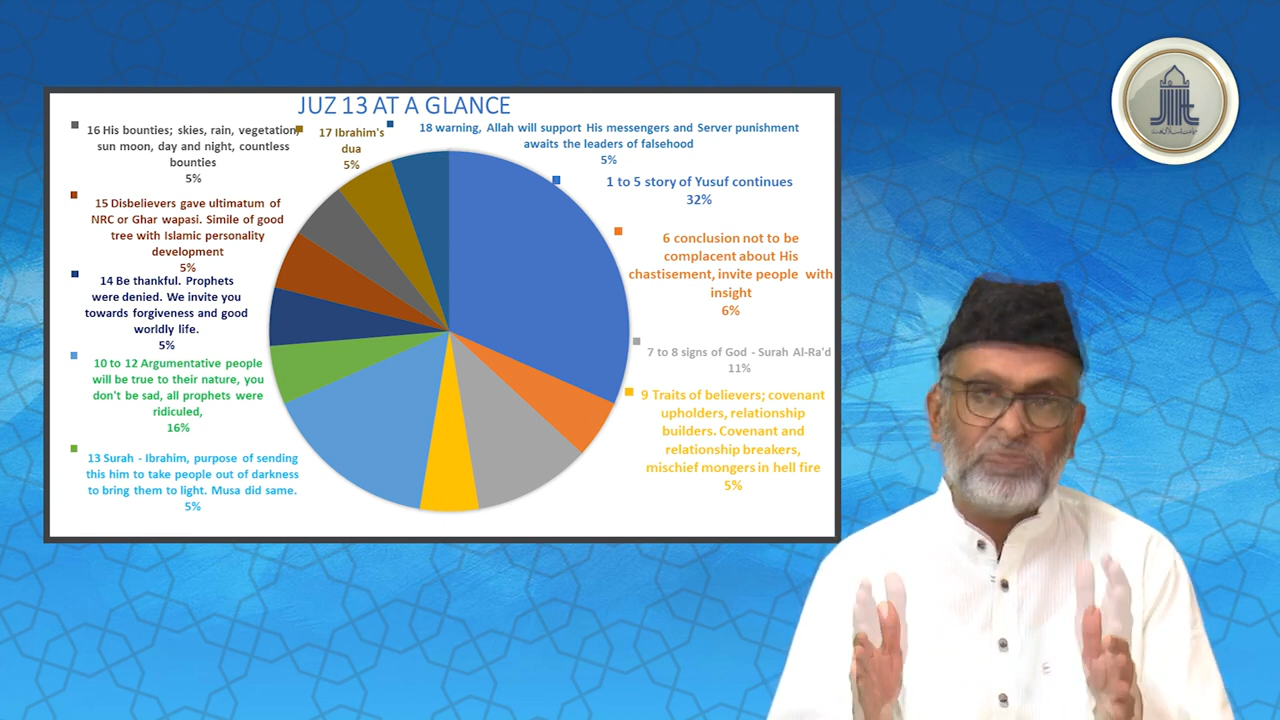 JUZ 13 AT A GLANCE
16 His bounties; skies, rain, vegetation,
sun moon, day and night, countless
bounties
5%
17 Ibrahim's
dua
5%
18 warning, Allah will support His messengers and Server punishment
awaits the leaders of falsehood
5%
1 to 5 story of Yusuf continues
32%
15 Disbelievers gave ultimatum of
NRC or Ghar wapasi. Simile of good
tree with Islamic personality
development
5%
6 conclusion not to be
complacent about His
chastisement, invite people with
insight
6%
14 Be thankful. Prophets
were denied. We invite you
towards forgiveness and good
worldly life.
5%
7 to 8 signs of God - Surah Al-Ra'd
11%
10 to 12 Argumentative people
will be true to their nature, you
don't be sad, all prophets were
ridiculed,
16%
9 Traits of believers; covenant
upholders, relationship
builders. Covenant and
relationship breakers,
mischief mongers in hell fire
5%
13 Surah - Ibrahim, purpose of sending
this him to take people out of darkness
to bring them to light. Musa did same.
5%